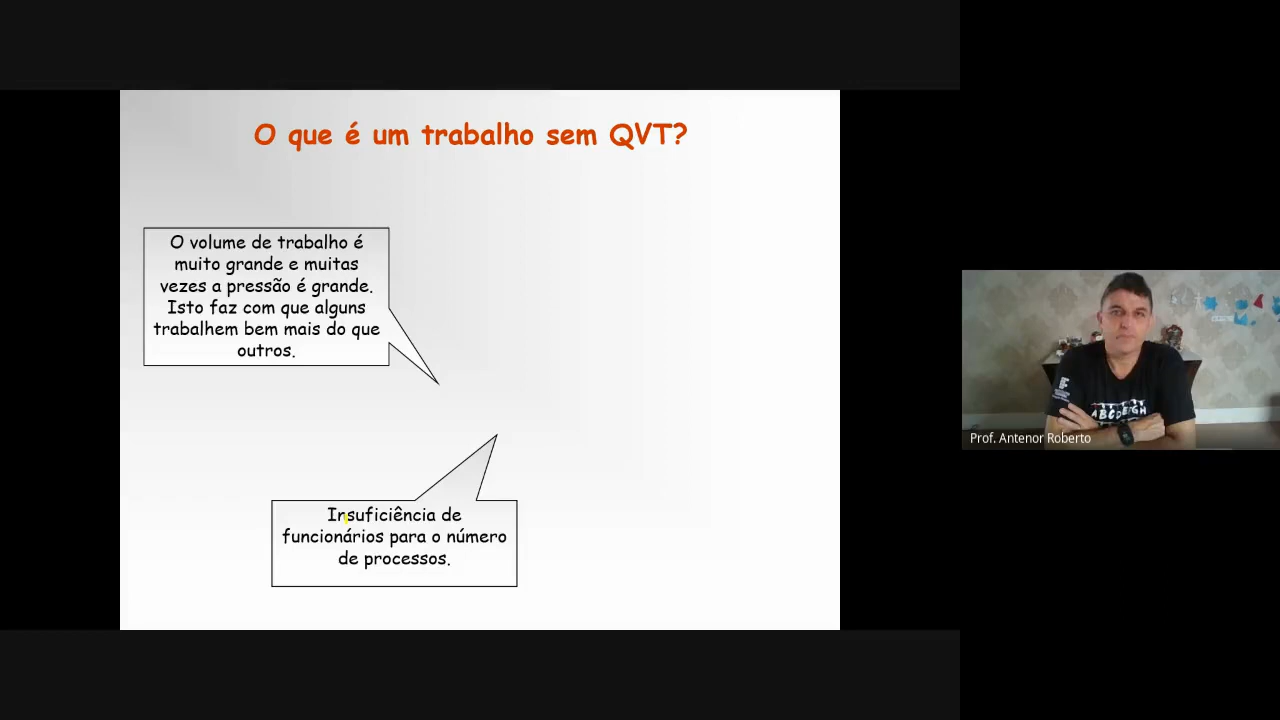 O que é um trabalho sem QVT?
O volume de trabalho é
muito grande e muitas
vezes a pressão é grande.
Isto faz com que alguns
trabalhem bem mais do que
outros.
Insuficiência de
funcionários para o número
de processos.
ABCDEFGH
Prof. Antenor Roberto